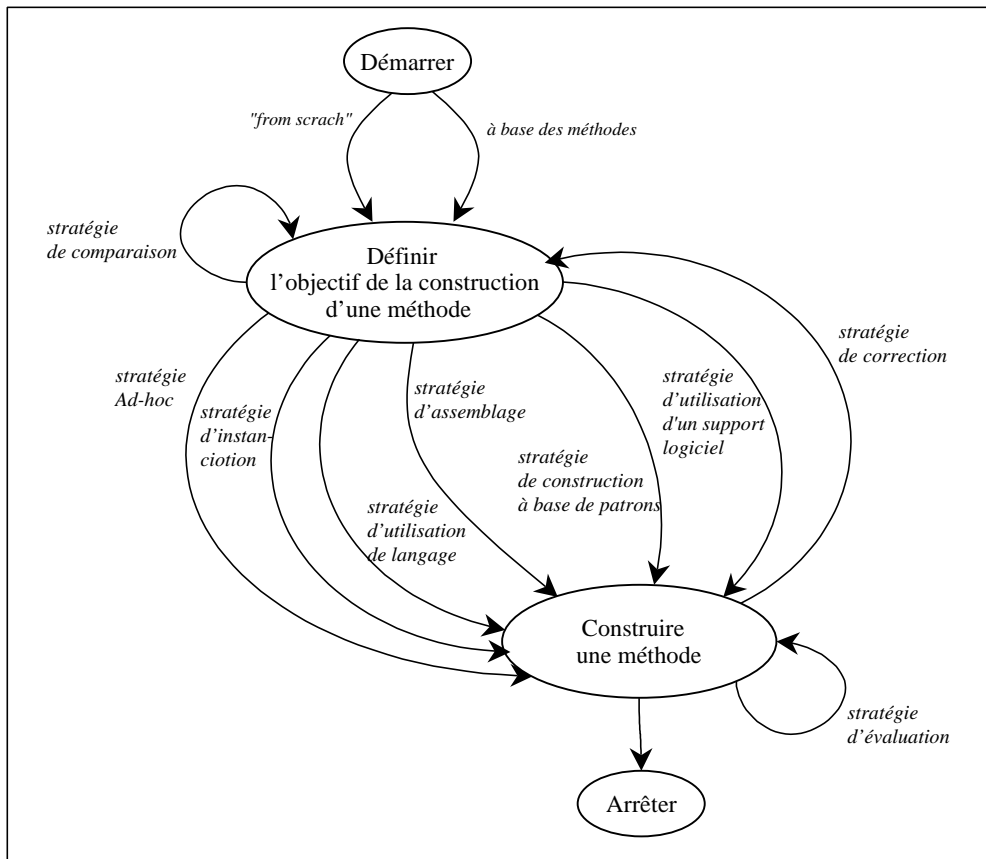 Démarrer
"from scrach"
à base des méthodes
stratégie
de comparaison
Définir
l'objectif de la construction
d'une méthode
stratégie
de correction
stratégie
Ad-hoc
stratégie
d'instan-
ciotion
stratégie
d'assemblage
stratégie
d'utilisation
d'un support
logiciel
stratégie
de construction
à base de patrons
stratégie
d'utilisation
de langage
Construire
une méthode
stratégie
d'évaluation
Arrêter